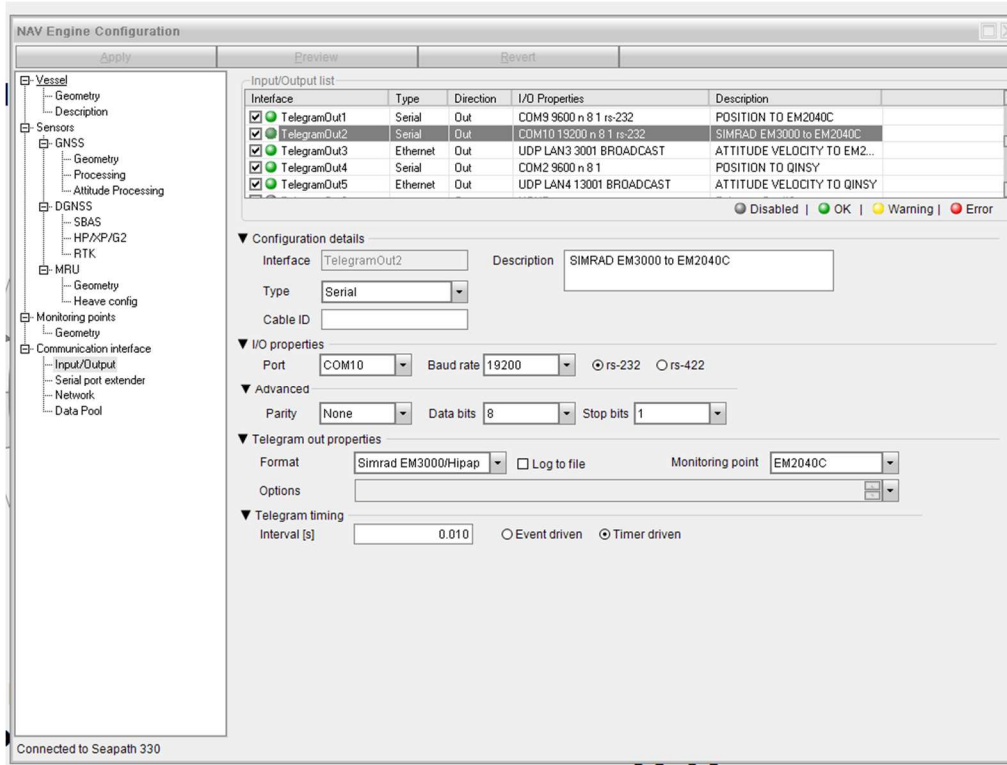 NAV Engine Configuration
Apply Preview Revert
Vessel
Geometry
Description
Sensors
GNSS
Geometry
Processing
Attitude Processing
DGNSS
SBAS
HP/XP/G2
RTK
MRU
Geometry
Heave config
Monitoring points
Geometry
Communication interface
Input/Output
Serial port extender
Network
Data Pool
Input/Output list
Interface Type Direction I/O Properties Description
TelegramOut1 Serial Out COM9 9600 n 8 1 rs-232 POSITION TO EM2040C
TelegramOut2 Serial Out COM10 19200 n 8 1 rs-232 SIMRAD EM3000 to EM2040C
TelegramOut3 Ethernet Out UDP LAN3 3001 BROADCAST ATTITUDE VELOCITY TO EM2...
TelegramOut4 Serial Out COM2 9600 n 8 1 POSITION TO QINSY
TelegramOut5 Ethernet Out UDP LAN4 13001 BROADCAST ATTITUDE VELOCITY TO QINSY
Disabled | OK | Warning | Error
Configuration details
Interface TelegramOut2 Description SIMRAD EM3000 to EM2040C
Type Serial
Cable ID
I/O properties
Port COM10 Baud rate 19200 rs-232 rs-422
Advanced
Parity None Data bits 8 Stop bits 1
Telegram out properties
Format Simrad EM3000/Hipap Log to file Monitoring point EM2040C
Options
Telegram timing
Interval [s] 0.010 Event driven Timer driven
Connected to Seapath 330